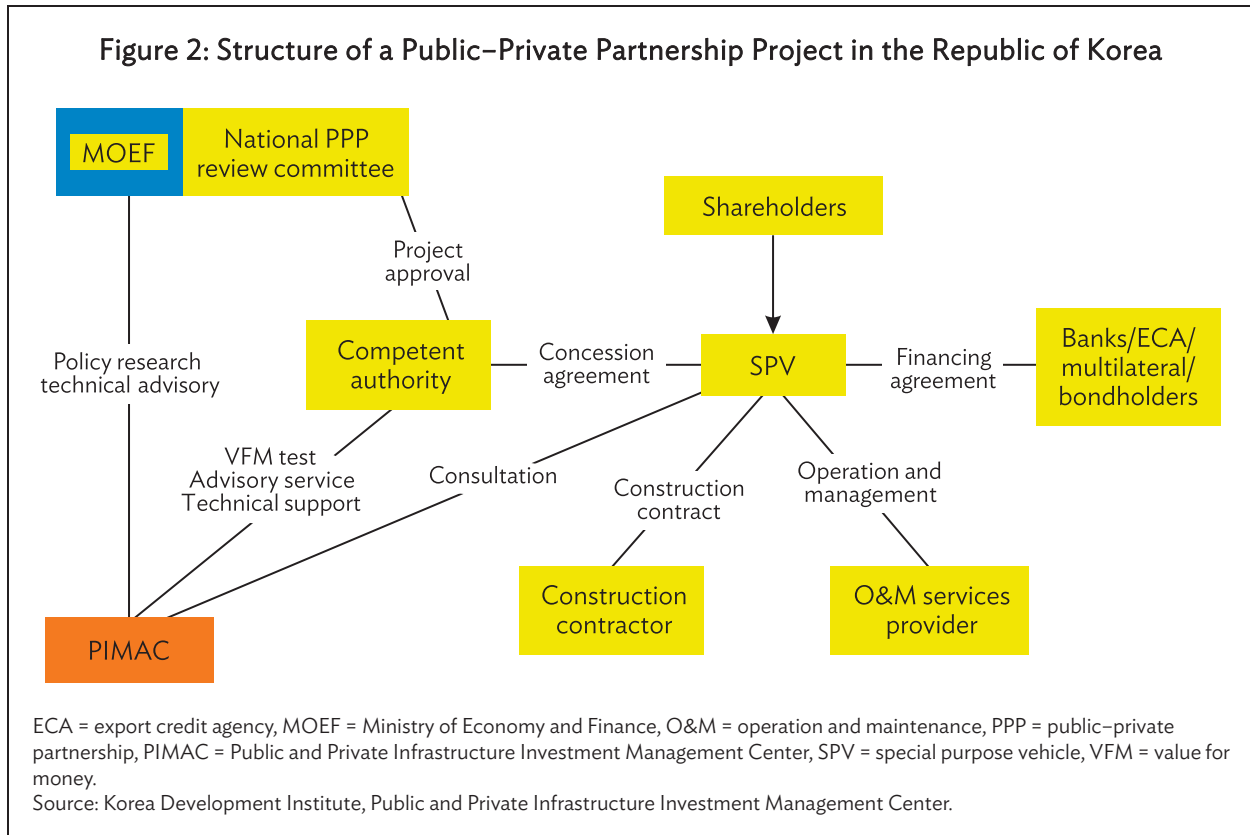 Figure 2: Structure of a Public–Private Partnership Project in the Republic of Korea
MOEF
National PPP
review committee
Shareholders
Project
approval
Policy research
technical advisory
Competent
authority
Concession
agreement
SPV
Financing
agreement
Banks/ECA/
multilateral/
bondholders
VFM test
Advisory service
Technical support
Consultation
Construction
contract
Operation and
management
Construction
contractor
O&M services
provider
PIMAC
ECA = export credit agency, MOEF = Ministry of Economy and Finance, O&M = operation and maintenance, PPP = public–private
partnership, PIMAC = Public and Private Infrastructure Investment Management Center, SPV = special purpose vehicle, VFM = value for
money.
Source: Korea Development Institute, Public and Private Infrastructure Investment Management Center.